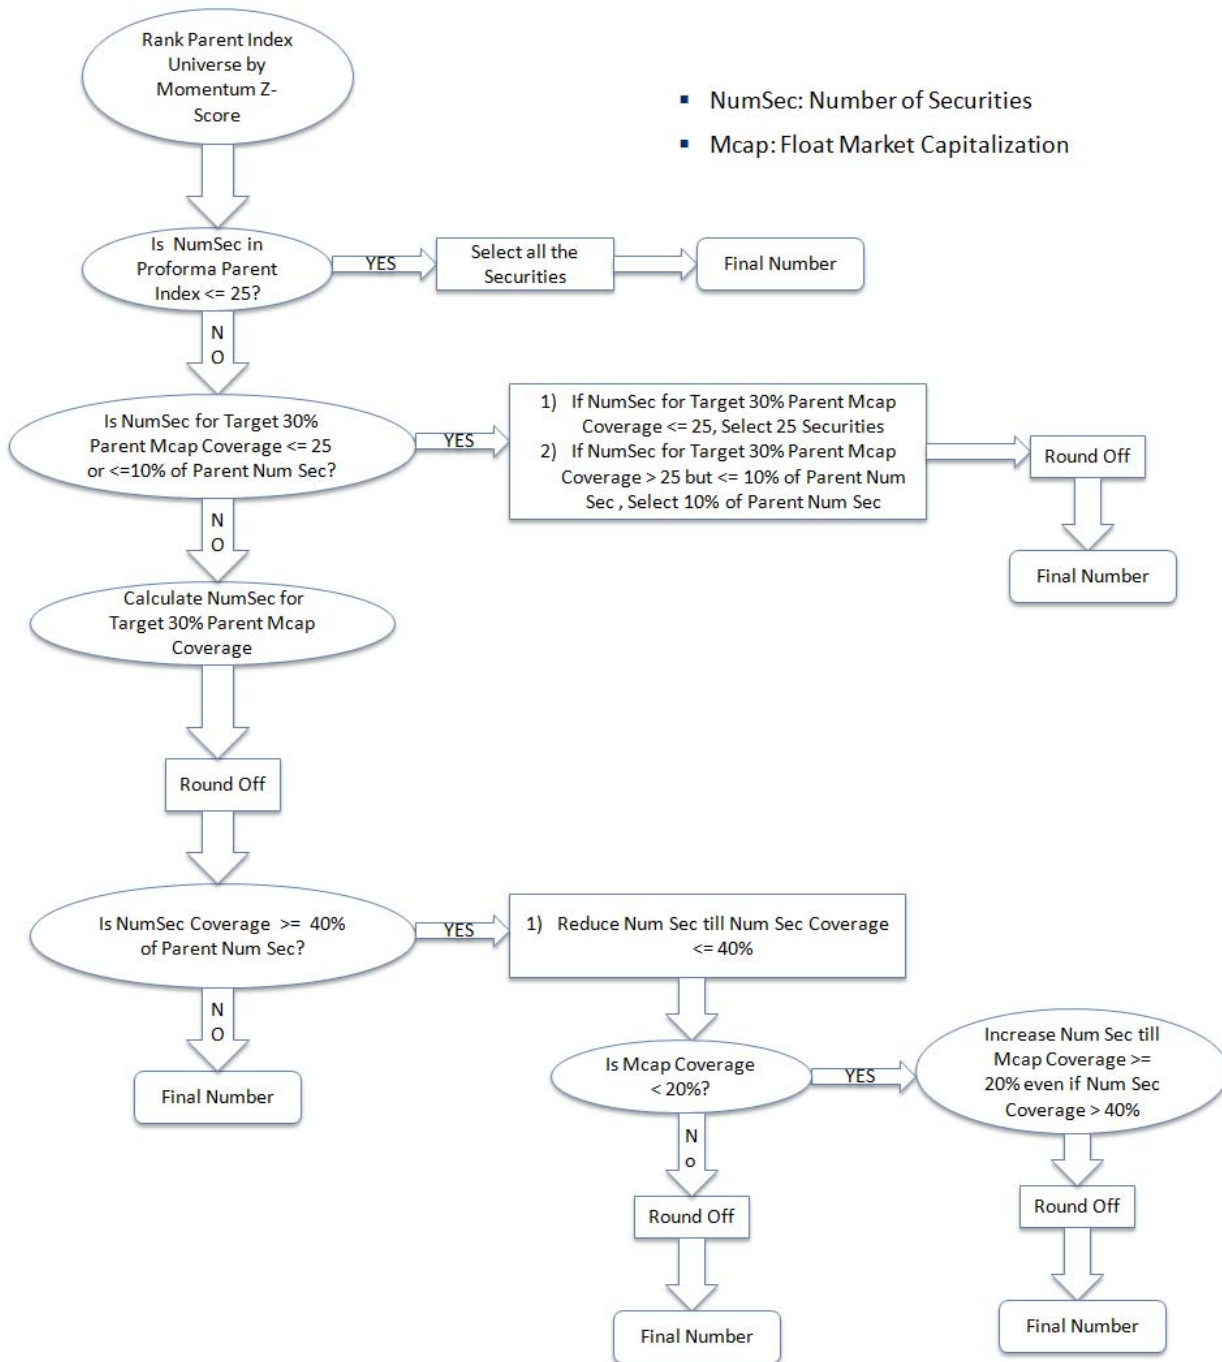 Rank Parent Index
Universe by
Momentum Z-
Score
▪ NumSec: Number of Securities
▪ Mcap: Float Market Capitalization
Is NumSec in
Proforma Parent
Index <= 25?
YES
Select all the
Securities
Final Number
N
O
Is NumSec for Target 30%
Parent Mcap Coverage <= 25
or <=10% of Parent Num Sec?
YES
1) If NumSec for Target 30% Parent Mcap
Coverage <= 25, Select 25 Securities
2) If NumSec for Target 30% Parent Mcap
Coverage > 25 but <= 10% of Parent Num
Sec , Select 10% of Parent Num Sec
Round Off
Final Number
N
O
Calculate NumSec for
Target 30% Parent Mcap
Coverage
Round Off
Is NumSec Coverage >= 40%
of Parent Num Sec?
YES
1) Reduce Num Sec till Num Sec Coverage
<= 40%
N
O
Final Number
Is Mcap Coverage
< 20%?
YES
Increase Num Sec till
Mcap Coverage >=
20% even if Num Sec
Coverage > 40%
N
o
Round Off
Final Number
Round Off
Final Number